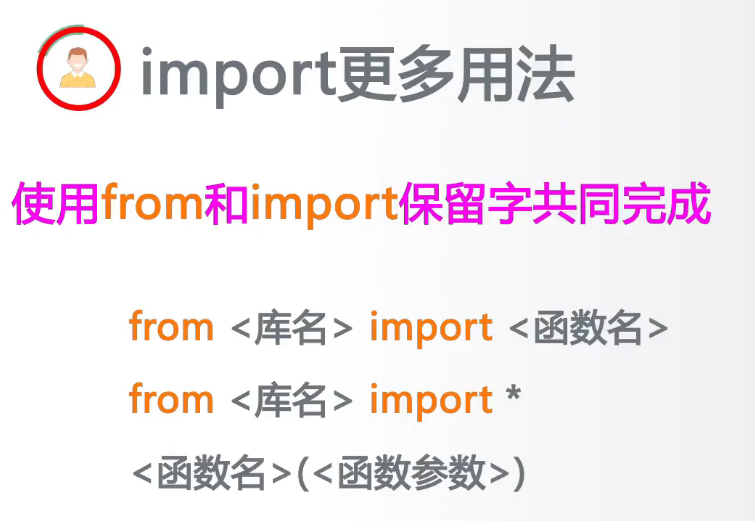 import更多用法
使用from和import保留字共同完成
from <库名> import <函数名>
from <库名> import *
<函数名>(<函数参数>)